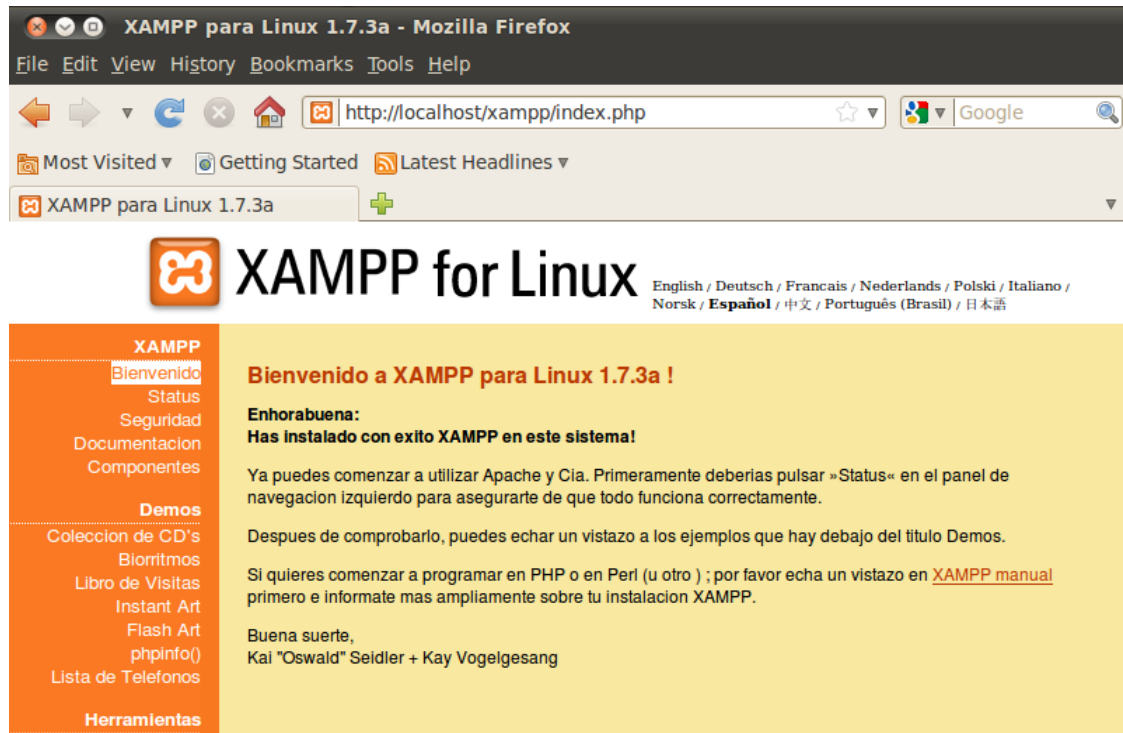 XAMPP para Linux 1.7.3a - Mozilla Firefox
File Edit View History Bookmarks Tools Help
http://localhost/xampp/index.php
Google
Most Visited
Getting Started
Latest Headlines
XAMPP para Linux 1.7.3a
XAMPP for Linux
English / Deutsch / Francais / Nederlands / Polski / Italiano /
Norsk / Español / 中文 / Português (Brasil) / 日本語
XAMPP
Bienvenido
Status
Seguridad
Documentacion
Componentes
Demos
Coleccion de CD's
Biorritmos
Libro de Visitas
Instant Art
Flash Art
phpinfo()
Lista de Telefonos
Herramientas
Bienvenido a XAMPP para Linux 1.7.3a !
Enhorabuena:
Has instalado con exito XAMPP en este sistema!
Ya puedes comenzar a utilizar Apache y Cia. Primeramente deberias pulsar »Status« en el panel de
navegacion izquierdo para asegurarte de que todo funciona correctamente.
Despues de comprobarlo, puedes echar un vistazo a los ejemplos que hay debajo del titulo Demos.
Si quieres comenzar a programar en PHP o en Perl (u otro ) ; por favor echa un vistazo en XAMPP manual
primero e informate mas ampliamente sobre tu instalacion XAMPP.
Buena suerte,
Kai "Oswald" Seidler + Kay Vogelgesang